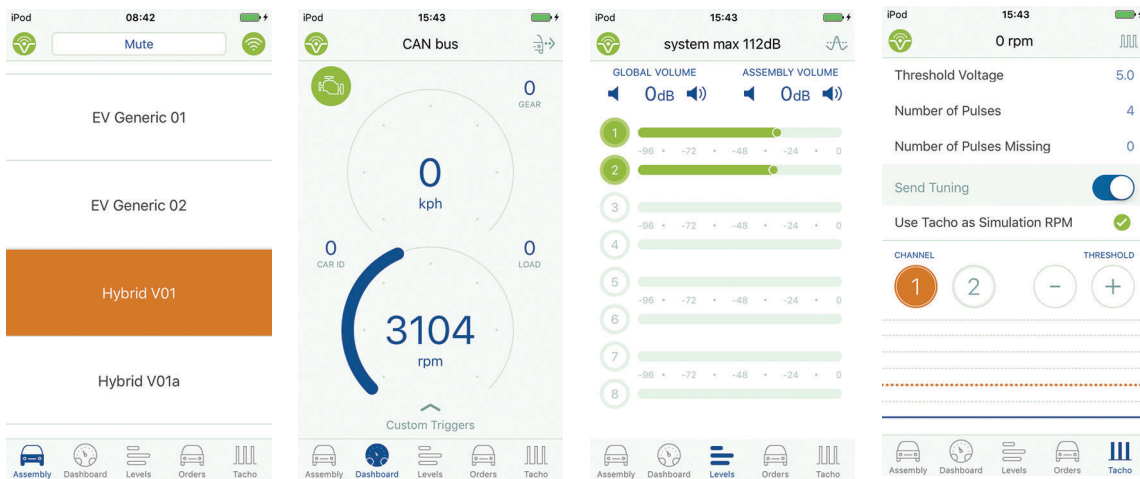 iPod 08:42
Mute
EV Generic 01
EV Generic 02
Hybrid V01
Hybrid V01a
Assembly Dashboard Levels Orders Tacho
iPod 15:43
CAN bus
0
GEAR
0
kph
0
CAR ID
0
LOAD
3104
rpm
Custom Triggers
Assembly Dashboard Levels Orders Tacho
iPod 15:43
system max 112dB
GLOBAL VOLUME ASSEMBLY VOLUME
0dB 0dB
1
-96 • -72 • -48 • -24 • 0
2
3
-96 • -72 • -48 • -24 • 0
4
5
-96 • -72 • -48 • -24 • 0
6
7
-96 • -72 • -48 • -24 • 0
8
Assembly Dashboard Levels Orders Tacho
iPod 15:43
0 rpm
Threshold Voltage 5.0
Number of Pulses 4
Number of Pulses Missing 0
Send Tuning
Use Tacho as Simulation RPM
CHANNEL THRESHOLD
1 2 − +
Assembly Dashboard Levels Orders Tacho